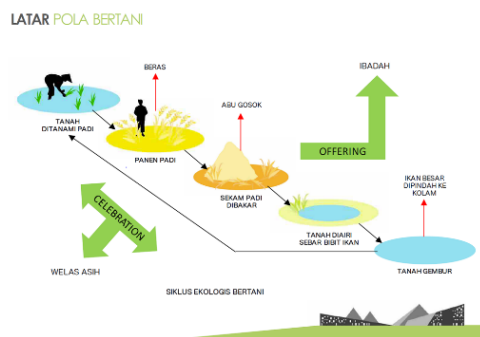 LATAR POLA BERTANI
BERAS
IBADAH
ABU GOSOK
TANAH
DITANAMI PADI
PANEN PADI
OFFERING
SEKAM PADI
DIBAKAR
IKAN BESAR
DIPINDAH KE
KOLAM
CELEBRATION
TANAH DIAIRI
SEBAR BIBIT IKAN
WELAS ASIH
TANAH GEMBUR
SIKLUS EKOLOGIS BERTANI